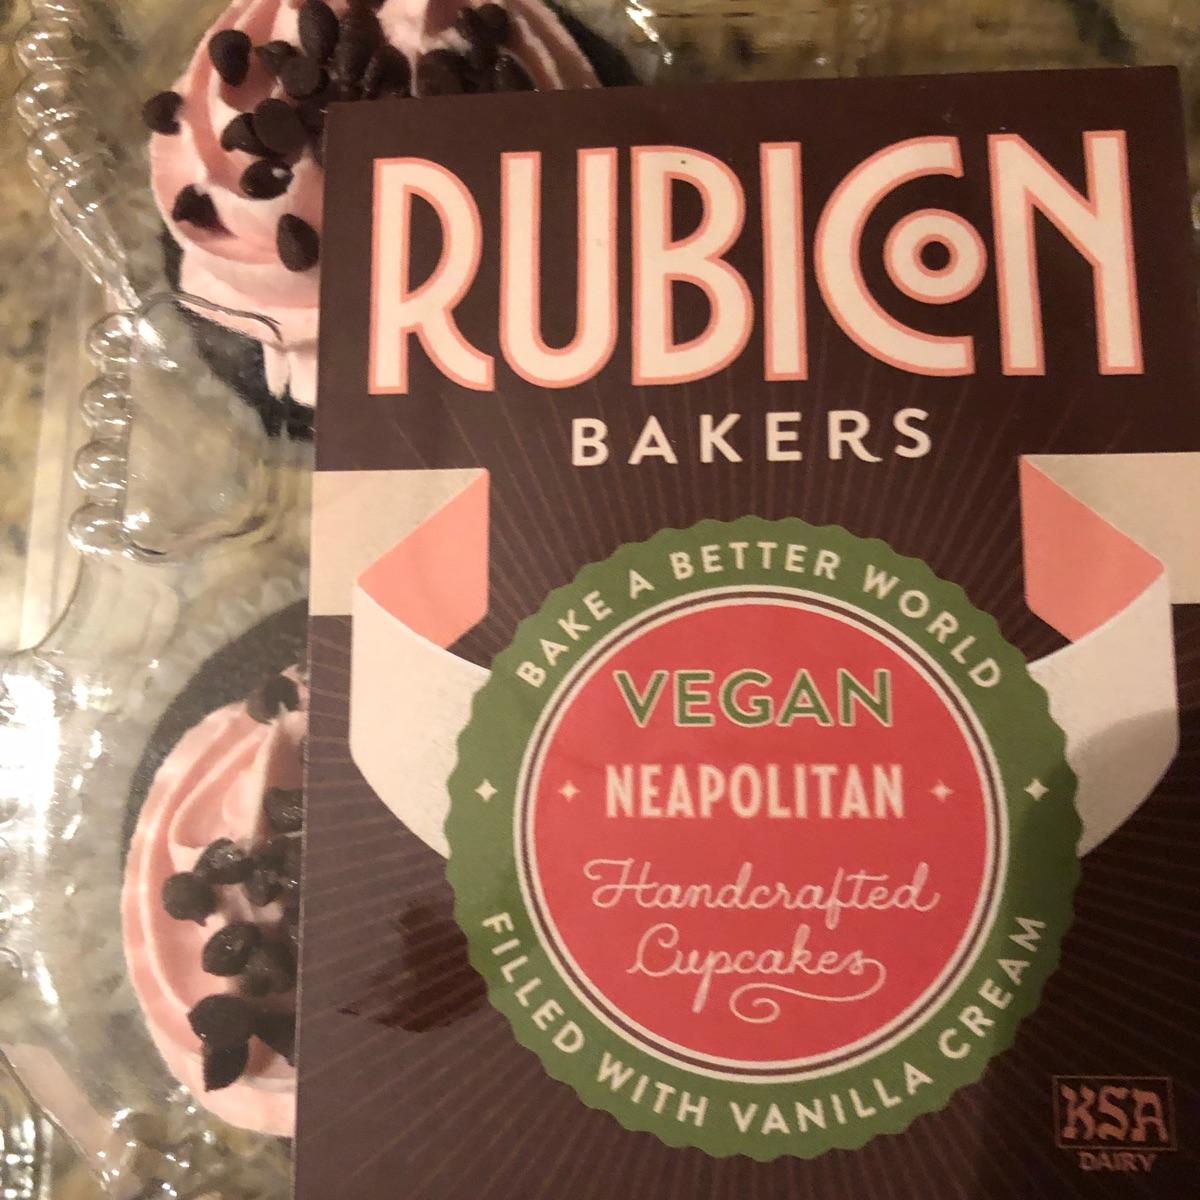 RUBICON
BAKERS
BAKE A BETTER WORLD
VEGAN
NEAPOLITAN
Handcrafted
Cupcakes
FILLED WITH VANILLA CREAM
KSA
DAIRY